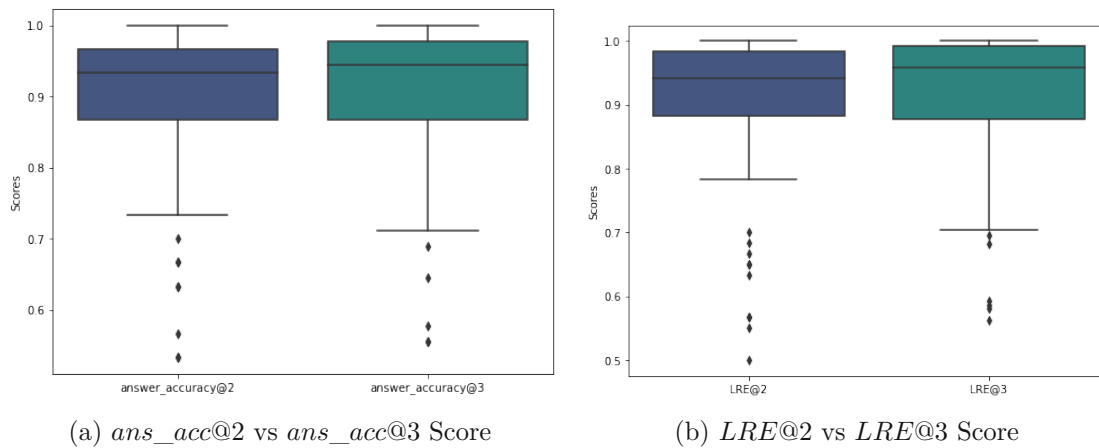 1.0
0.9
0.8
0.7
0.6
Scores
answer_accuracy@2
answer_accuracy@3
(a) ans_acc@2 vs ans_acc@3 Score
1.0
0.9
0.8
0.7
0.6
0.5
Scores
LRE@2
LRE@3
(b) LRE@2 vs LRE@3 Score